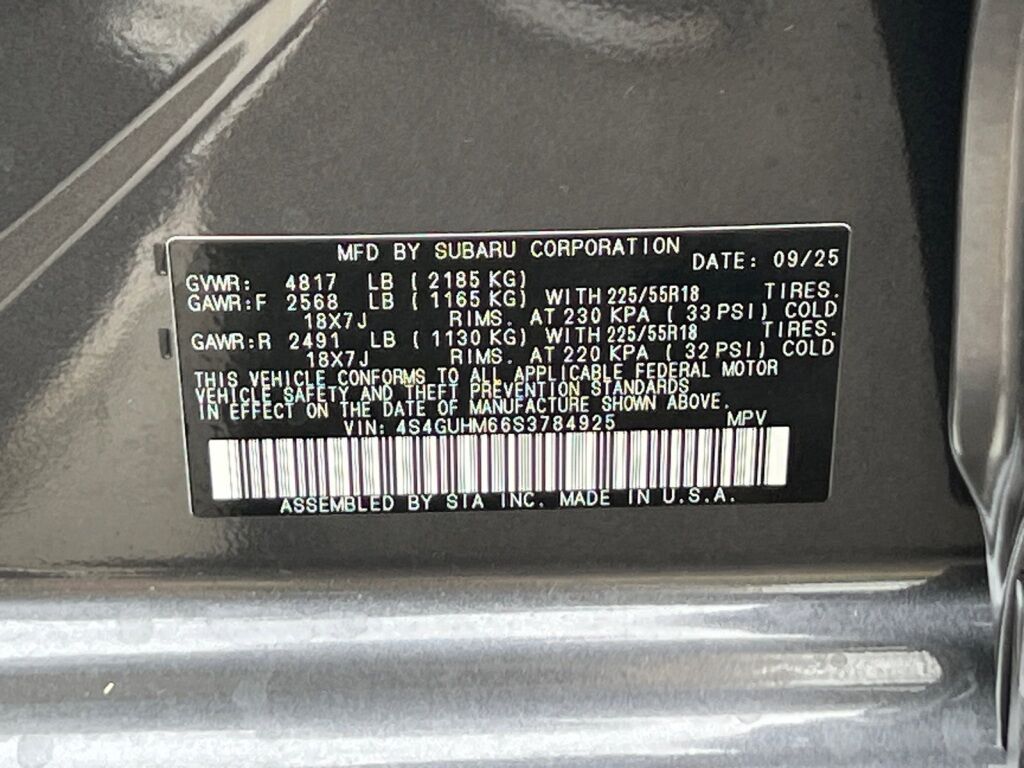 MFD BY SUBARU CORPORATION
DATE: 09/25
GVWR: 4817 LB ( 2185 KG)
GAWR:F 2568 LB ( 1165 KG) WITH 225/55R18 TIRES.
18X7J RIMS. AT 230 KPA ( 33 PSI) COLD
GAWR:R 2491 LB ( 1130 KG) WITH 225/55R18 TIRES.
18X7J RIMS. AT 220 KPA ( 32 PSI) COLD
THIS VEHICLE CONFORMS TO ALL APPLICABLE FEDERAL MOTOR
VEHICLE SAFETY AND THEFT PREVENTION STANDARDS
IN EFFECT ON THE DATE OF MANUFACTURE SHOWN ABOVE.
VIN: 4S4GUHM66S3784925 MPV
ASSEMBLED BY SIA INC. MADE IN U.S.A.